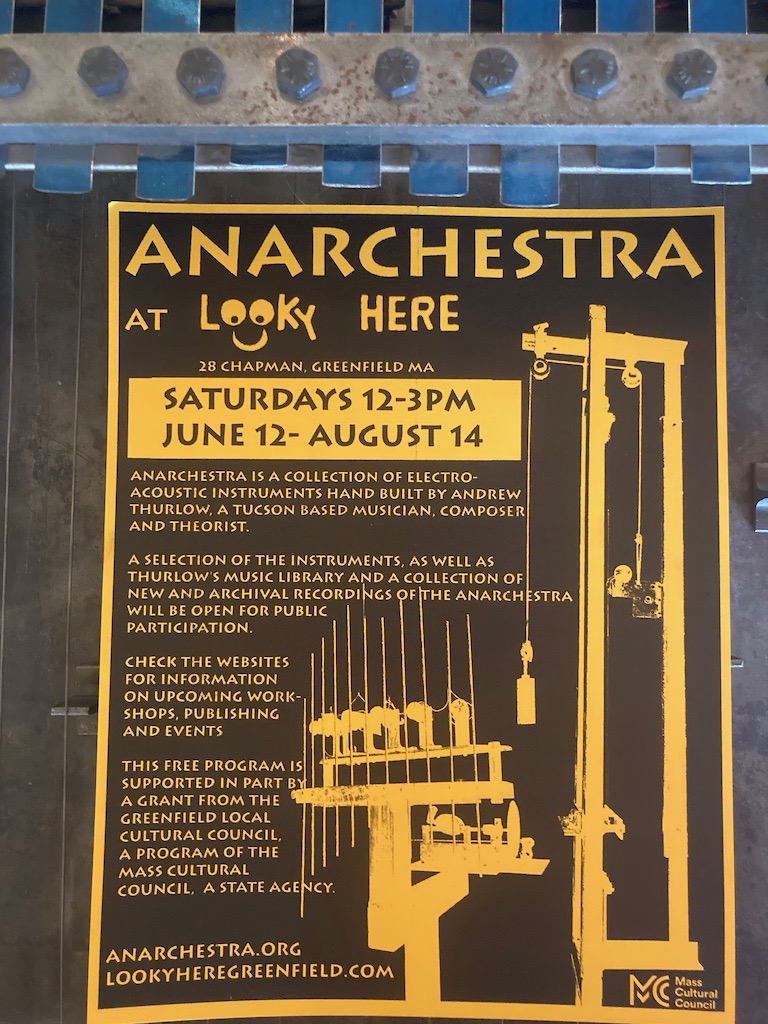 ANARCHESTRA
AT LOOKY HERE
28 CHAPMAN, GREENFIELD MA
SATURDAYS 12-3PM
JUNE 12- AUGUST 14
ANARCHESTRA IS A COLLECTION OF ELECTRO-
ACOUSTIC INSTRUMENTS HAND BUILT BY ANDREW
THURLOW, A TUCSON BASED MUSICIAN, COMPOSER
AND THEORIST.
A SELECTION OF THE INSTRUMENTS, AS WELL AS
THURLOW'S MUSIC LIBRARY AND A COLLECTION OF
NEW AND ARCHIVAL RECORDINGS OF THE ANARCHESTRA
WILL BE OPEN FOR PUBLIC
PARTICIPATION.
CHECK THE WEBSITES
FOR INFORMATION
ON UPCOMING WORK-
SHOPS, PUBLISHING
AND EVENTS
THIS FREE PROGRAM IS
SUPPORTED IN PART BY
A GRANT FROM THE
GREENFIELD LOCAL
CULTURAL COUNCIL,
A PROGRAM OF THE
MASS CULTURAL
COUNCIL, A STATE AGENCY.
ANARCHESTRA.ORG
LOOKYHEREGREENFIELD.COM
MCC Mass
Cultural
Council